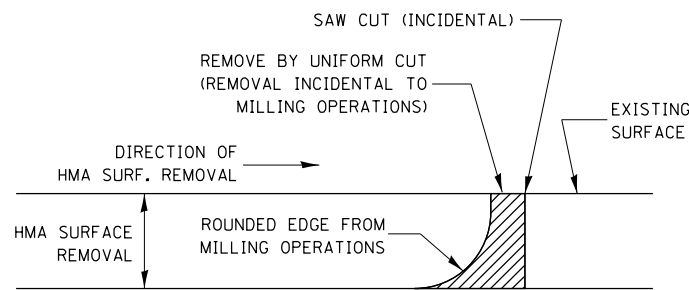 SAW CUT (INCIDENTAL)
REMOVE BY UNIFORM CUT
(REMOVAL INCIDENTAL TO
MILLING OPERATIONS)
EXISTING
SURFACE
DIRECTION OF
HMA SURF. REMOVAL
HMA SURFACE
REMOVAL
ROUNDED EDGE FROM
MILLING OPERATIONS